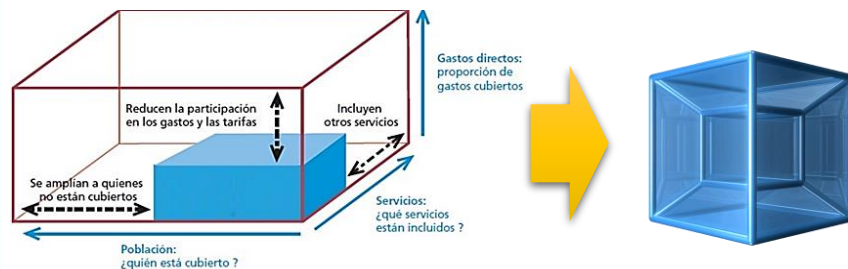 Gastos directos:
proporción de
gastos cubiertos
Reducen la participación
en los gastos y las tarifas
Incluyen
otros servicios
Se amplían a quienes
no están cubiertos
Servicios:
¿qué servicios
están incluidos ?
Población:
¿quién está cubierto ?